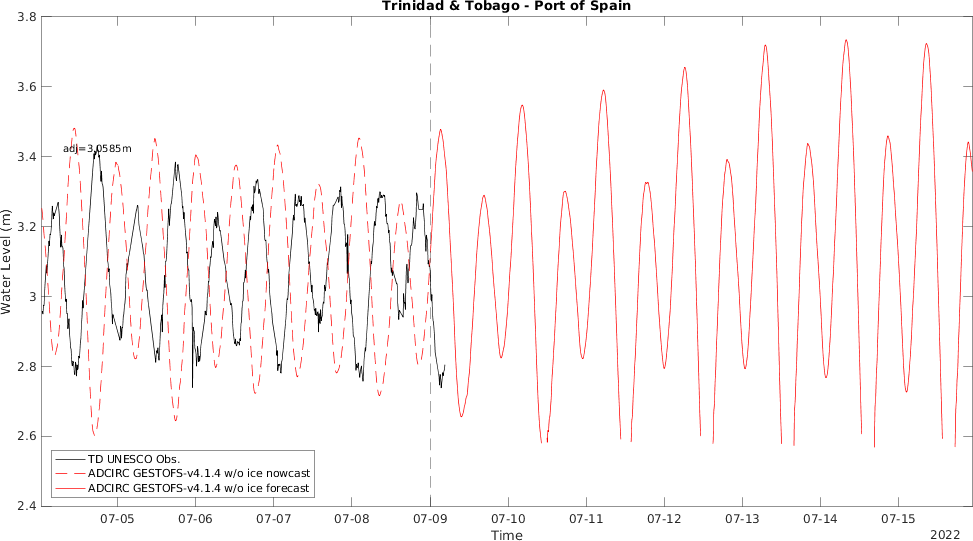 Trinidad & Tobago - Port of Spain
3.8
3.6
3.4
3.2
3
2.8
2.6
2.4
Water Level (m)
adj=3.0585m
TD UNESCO Obs.
ADCIRC GESTOFS-v4.1.4 w/o ice nowcast
ADCIRC GESTOFS-v4.1.4 w/o ice forecast
07-05 07-06 07-07 07-08 07-09 07-10 07-11 07-12 07-13 07-14 07-15
Time
2022